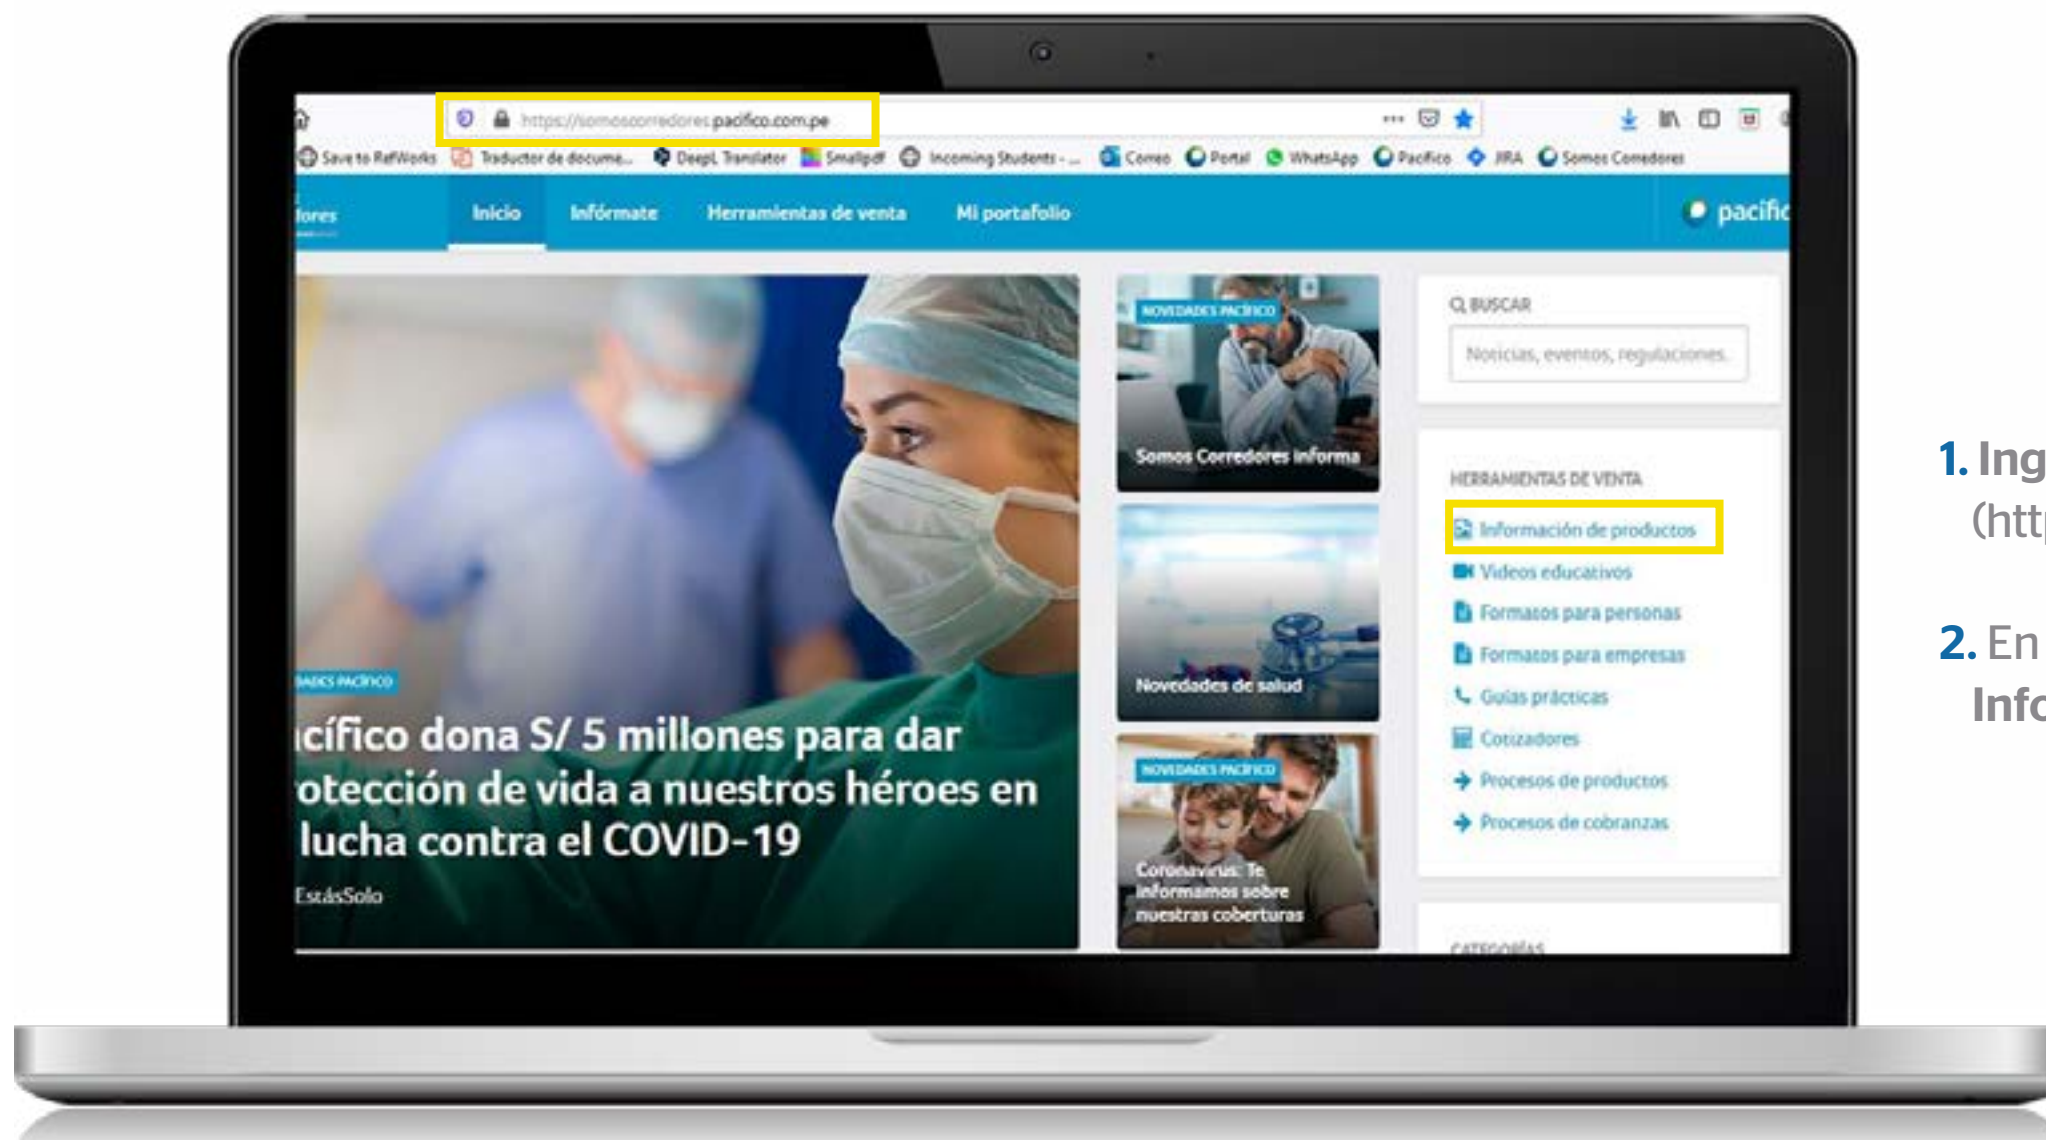 https://somoscorredores.pacifico.com.pe
Save to RefWorks Traductor de docume... DeepL Translator Smallpdf Incoming Students - ... Correo Portal WhatsApp Pacifico JIRA Somos Corredores
Inicio Infórmate Herramientas de venta Mi portafolio
pacífic
NOVEDADES PACÍFICO
Somos Corredores informa
Novedades de salud
NOVEDADES PACÍFICO
Coronavirus: Te
informamos sobre
nuestras coberturas
DADES PACÍFICO
cífico dona S/ 5 millones para dar
otección de vida a nuestros héroes en
lucha contra el COVID-19
EstásSolo
BUSCAR
Noticias, eventos, regulaciones.
HERRAMIENTAS DE VENTA
Información de productos
Videos educativos
Formatos para personas
Formatos para empresas
Guías prácticas
Cotizadores
Procesos de productos
Procesos de cobranzas
CATEGORÍAS
1. Ing
(http
2. En
Info